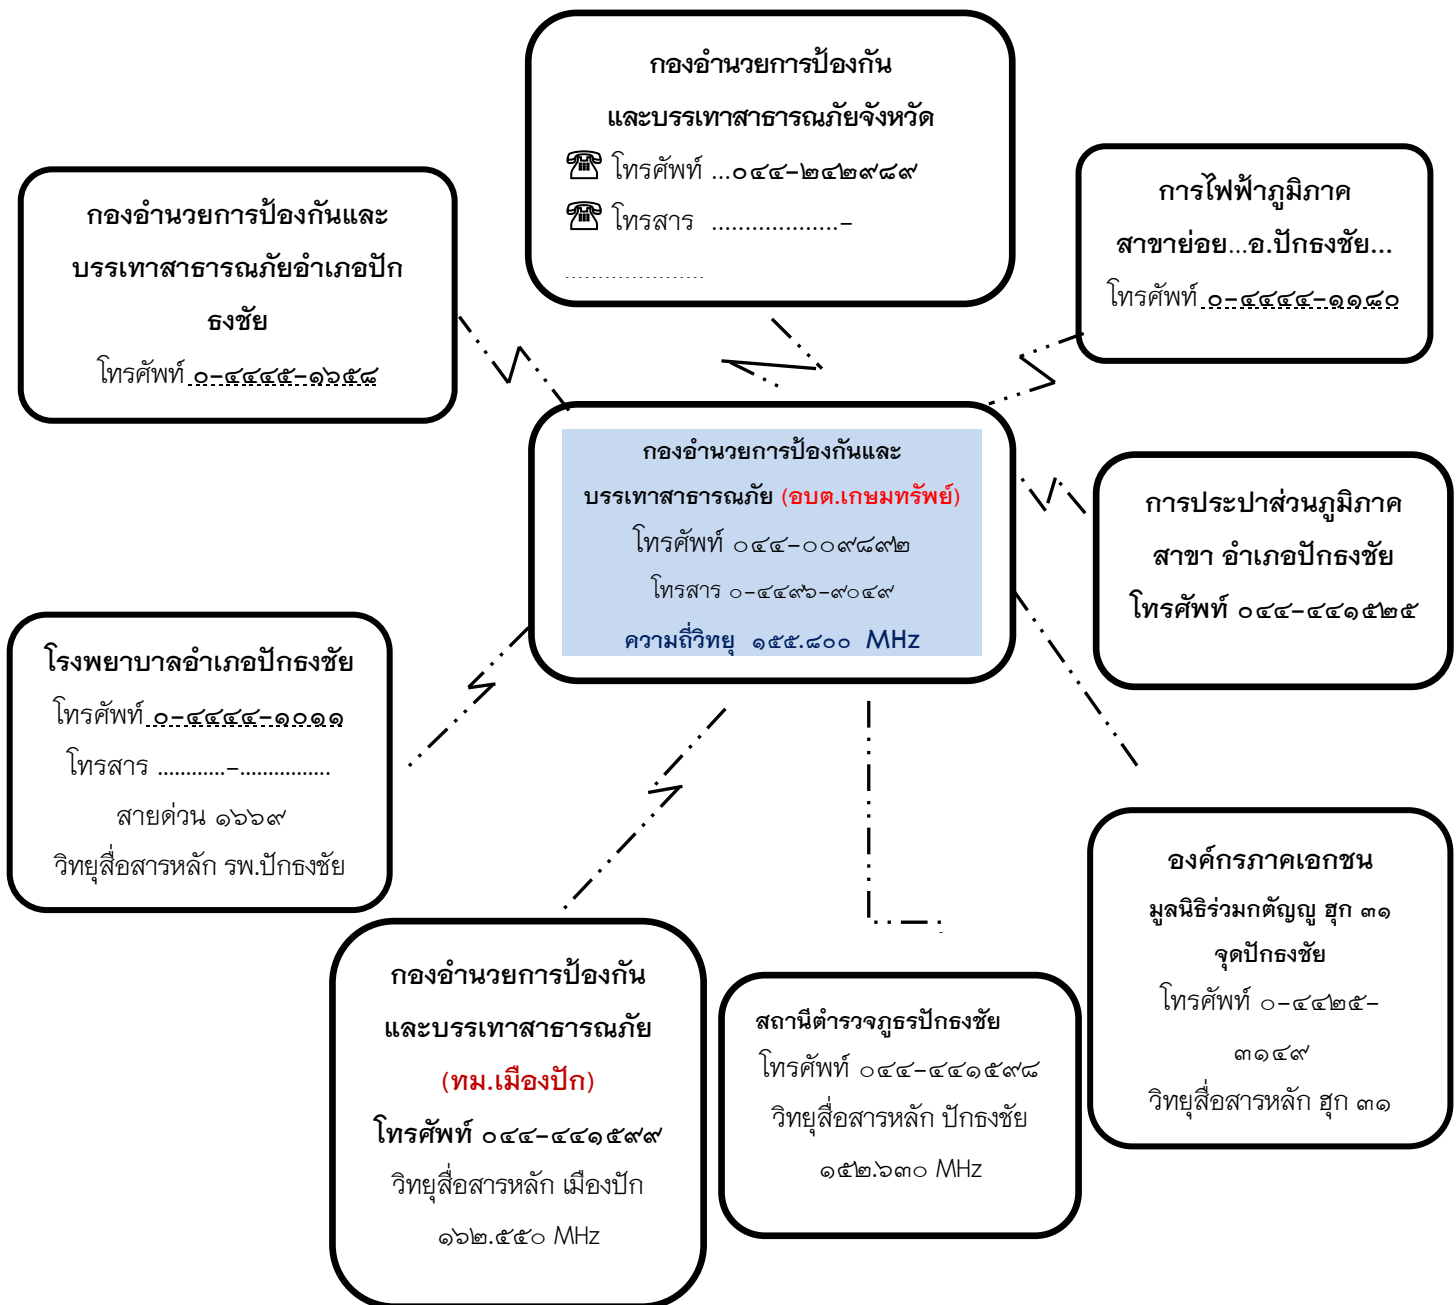 กองอำนวยการป้องกัน
และบรรเทาสาธารณภัยจังหวัด
โทรศัพท์ ...๐๔๔-๒๔๒๙๘๙
โทรสาร ...................-
.....................
กองอำนวยการป้องกันและ
บรรเทาสาธารณภัยอำเภอปัก
ธงชัย
โทรศัพท์ ๐-๔๔๔๕-๑๖๕๘
การไฟฟ้าภูมิภาค
สาขาย่อย...อ.ปักธงชัย...
โทรศัพท์ ๐-๔๔๔๔-๑๑๘๐
กองอำนวยการป้องกันและ
บรรเทาสาธารณภัย (อบต.เกษมทรัพย์)
โทรศัพท์ ๐๔๔-๐๐๙๘๙๒
โทรสาร ๐-๔๔๙๖-๙๐๔๙
ความถี่วิทยุ ๑๕๕.๘๐๐ MHz
การประปาส่วนภูมิภาค
สาขา อำเภอปักธงชัย
โทรศัพท์ ๐๔๔-๔๔๑๕๒๕
โรงพยาบาลอำเภอปักธงชัย
โทรศัพท์ ๐-๔๔๔๔-๑๐๑๑
โทรสาร ............-................
สายด่วน ๑๖๖๙
วิทยุสื่อสารหลัก รพ.ปักธงชัย
องค์กรภาคเอกชน
มูลนิธิร่วมกตัญญู ฮุก ๓๑
จุดปักธงชัย
โทรศัพท์ ๐-๔๔๒๕-
๓๑๔๙
วิทยุสื่อสารหลัก ฮุก ๓๑
กองอำนวยการป้องกัน
และบรรเทาสาธารณภัย
(ทม.เมืองปัก)
โทรศัพท์ ๐๔๔-๔๔๑๕๙๙
วิทยุสื่อสารหลัก เมืองปัก
๑๖๒.๕๕๐ MHz
สถานีตำรวจภูธรปักธงชัย
โทรศัพท์ ๐๔๔-๔๔๑๕๙๘
วิทยุสื่อสารหลัก ปักธงชัย
๑๕๒.๖๓๐ MHz